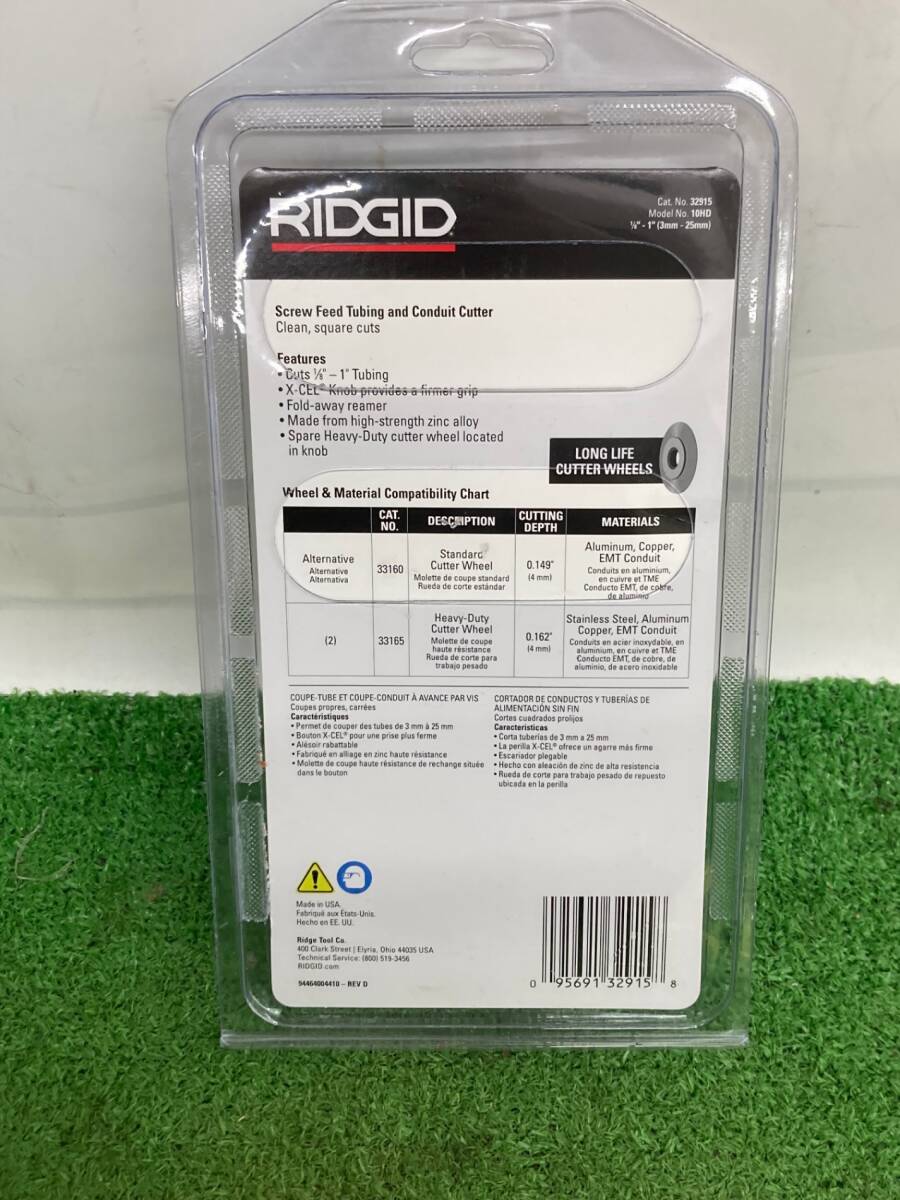 RIDGID
Cat. No. 32915
Model No. 10HD
⅛" - 1" (3mm - 25mm)
Screw Feed Tubing and Conduit Cutter
Clean, square cuts
Features
• Cuts ⅛" – 1" Tubing
• X-CEL® Knob provides a firmer grip
• Fold-away reamer
• Made from high-strength zinc alloy
• Spare Heavy-Duty cutter wheel located
in knob
LONG LIFE
CUTTER WHEELS
Wheel & Material Compatibility Chart
CAT. NO. DESCRIPTION CUTTING DEPTH MATERIALS
Alternative
Alternative
Alternativa
33160
Standard
Cutter Wheel
Molette de coupe standard
Rueda de corte estándar
0.149"
(4 mm)
Aluminum, Copper,
EMT Conduit
Conduits en aluminium,
en cuivre et TME
Conducto EMT, de cobre,
de aluminio
(2)
33165
Heavy-Duty
Cutter Wheel
Molette de coupe
haute résistance
Rueda de corte para
trabajo pesado
0.162"
(4 mm)
Stainless Steel, Aluminum
Copper, EMT Conduit
Conduits en acier inoxydable, en
aluminium, en cuivre et TME
Conducto EMT, de cobre, de
aluminio, de acero inoxidable
COUPE-TUBE ET COUPE-CONDUIT À AVANCE PAR VIS
Coupes propres, carrées
Caractéristiques
• Permet de couper des tubes de 3 mm à 25 mm
• Bouton X-CEL® pour une prise plus ferme
• Alésoir rabattable
• Fabriqué en alliage en zinc haute résistance
• Molette de coupe haute résistance de rechange située
dans le bouton
CORTADOR DE CONDUCTOS Y TUBERÍAS DE
ALIMENTACIÓN SIN FIN
Cortes cuadrados prolijos
Características
• Corta tuberías de 3 mm a 25 mm
• La perilla X-CEL® ofrece un agarre más firme
• Escariador plegable
• Hecho con aleación de zinc de alta resistencia
• Rueda de corte para trabajo pesado de repuesto
ubicada en la perilla
Made in USA.
Fabriqué aux États-Unis.
Hecho en EE. UU.
Ridge Tool Co.
400 Clark Street | Elyria, Ohio 44035 USA
Technical Service: (800) 519-3456
RIDGID.com
94464004410 – REV D
0 95691 32915 8